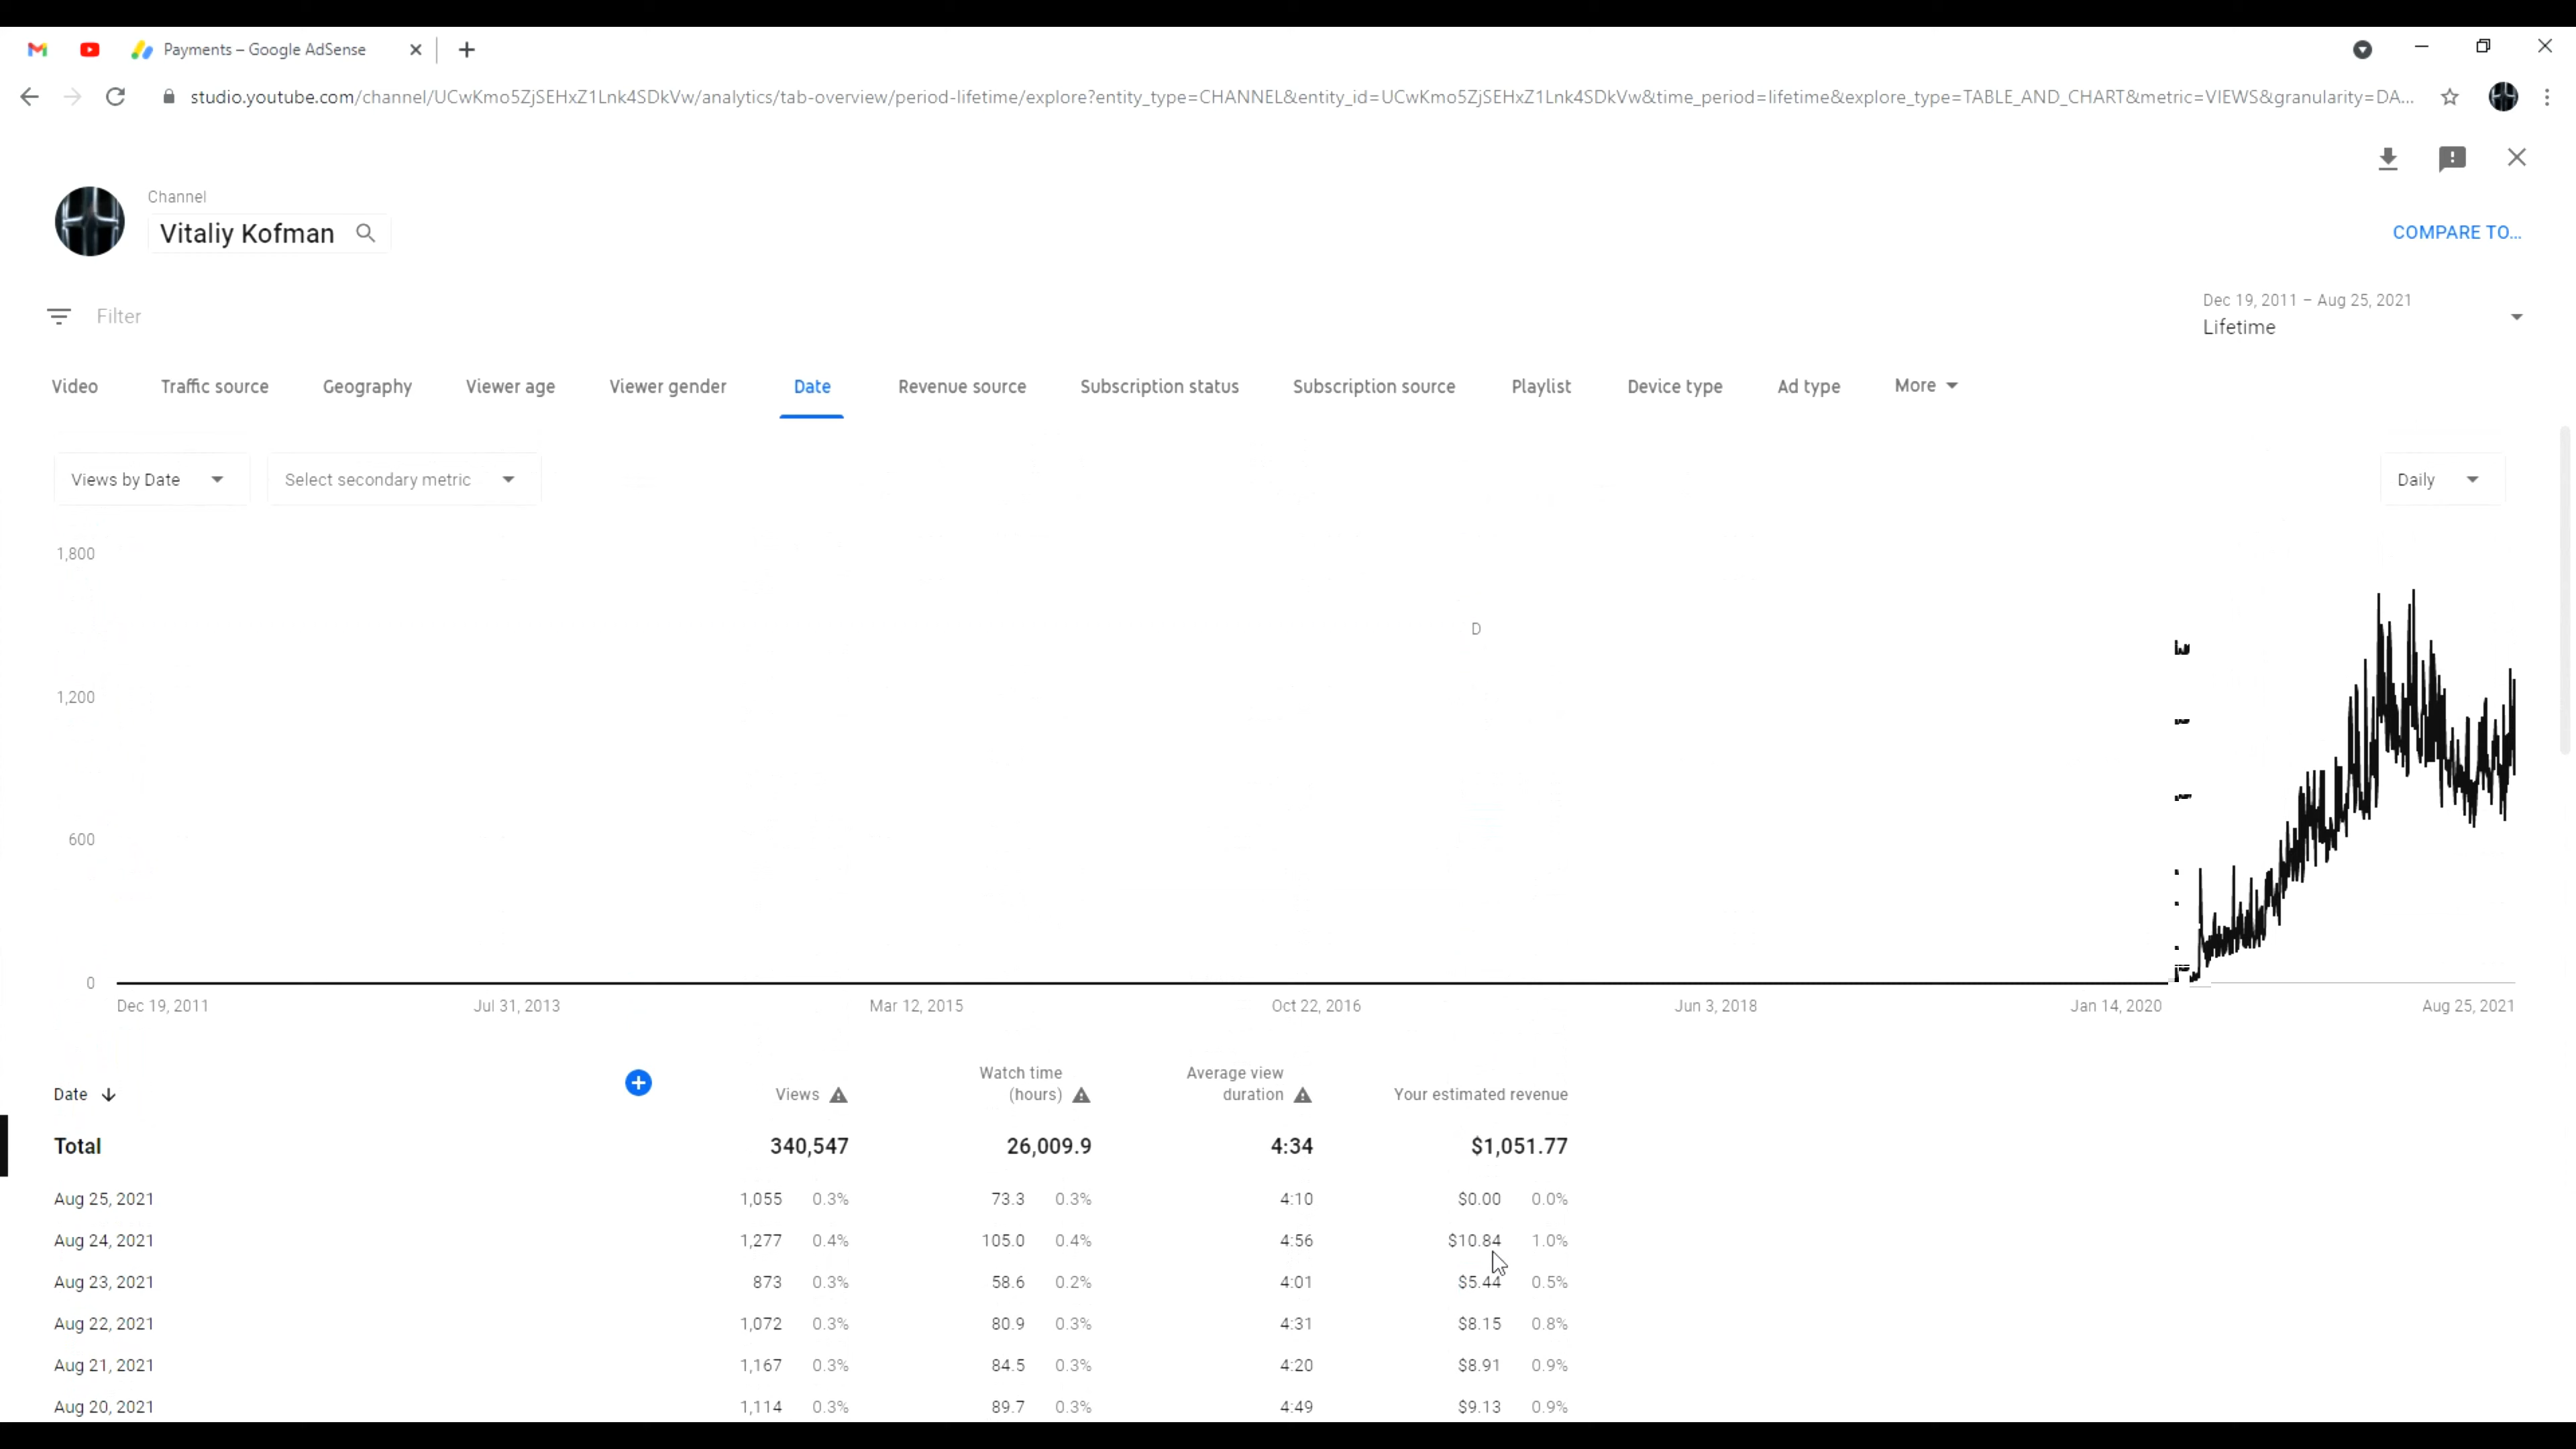 Payments – Google AdSense
studio.youtube.com/channel/UCwKmo5ZjSEHxZ1Lnk4SDkVw/analytics/tab-overview/period-lifetime/explore?entity_type=CHANNEL&entity_id=UCwKmo5ZjSEHxZ1Lnk4SDkVw&time_period=lifetime&explore_type=TABLE_AND_CHART&metric=VIEWS&granularity=DA...
Channel
Vitaliy Kofman
COMPARE TO...
Filter
Dec 19, 2011 – Aug 25, 2021
Lifetime
Video Traffic source Geography Viewer age Viewer gender Date Revenue source Subscription status Subscription source Playlist Device type Ad type More
Views by Date Select secondary metric Daily
1,800
D
1,200
600
0
Dec 19, 2011 Jul 31, 2013 Mar 12, 2015 Oct 22, 2016 Jun 3, 2018 Jan 14, 2020 Aug 25, 2021
Date Views Watch time (hours) Average view duration Your estimated revenue
Total 340,547 26,009.9 4:34 $1,051.77
Aug 25, 2021 1,055 0.3% 73.3 0.3% 4:10 $0.00 0.0%
Aug 24, 2021 1,277 0.4% 105.0 0.4% 4:56 $10.84 1.0%
Aug 23, 2021 873 0.3% 58.6 0.2% 4:01 $5.44 0.5%
Aug 22, 2021 1,072 0.3% 80.9 0.3% 4:31 $8.15 0.8%
Aug 21, 2021 1,167 0.3% 84.5 0.3% 4:20 $8.91 0.9%
Aug 20, 2021 1,114 0.3% 89.7 0.3% 4:49 $9.13 0.9%